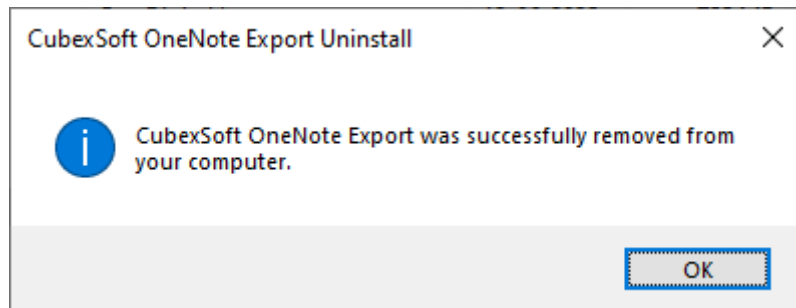 CubexSoft OneNote Export Uninstall
CubexSoft OneNote Export was successfully removed from
your computer.
OK